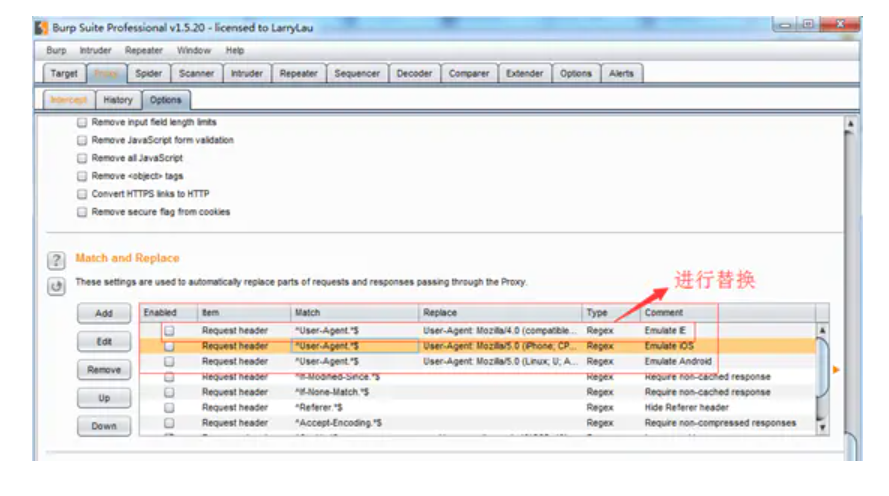 Burp Suite Professional v1.5.20 - licensed to LarryLau
Burp Intruder Repeater Window Help
Target Proxy Spider Scanner Intruder Repeater Sequencer Decoder Comparer Extender Options Alerts
Intercept History Options
Remove input field length limits
Remove JavaScript form validation
Remove all JavaScript
Remove <object> tags
Convert HTTPS links to HTTP
Remove secure flag from cookies
? Match and Replace
These settings are used to automatically replace parts of requests and responses passing through the Proxy.
进行替换
Add Edit Remove Up Down
Enabled Item Match Replace Type Comment
Request header ^User-Agent.*$ User-Agent: Mozilla/4.0 (compatible... Regex Emulate IE
Request header ^User-Agent.*$ User-Agent: Mozilla/5.0 (iPhone; CP... Regex Emulate iOS
Request header ^User-Agent.*$ User-Agent: Mozilla/5.0 (Linux; U; A... Regex Emulate Android
Request header ^If-Modified-Since.*$ Regex Require non-cached response
Request header ^If-None-Match.*$ Regex Require non-cached response
Request header ^Referer.*$ Regex Hide Referer header
Request header ^Accept-Encoding.*$ Regex Require non-compressed responses